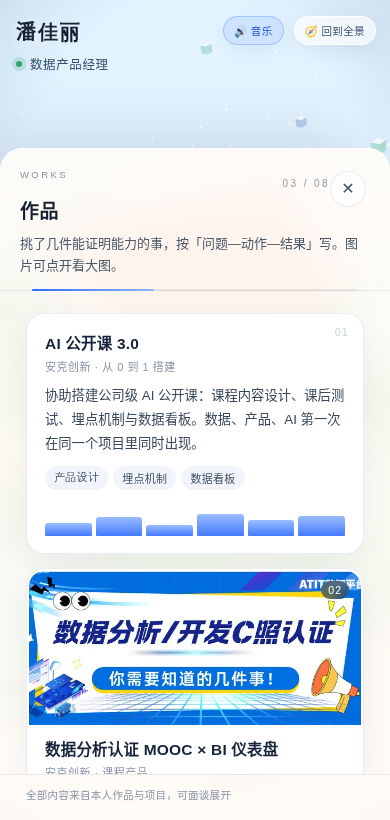 潘佳丽
🔊 音乐
🧭 回到全景
数据产品经理
WORKS
03 / 08
✕
作品
挑了几件能证明能力的事，按「问题—动作—结果」写。图
片可点开看大图。
01
AI 公开课 3.0
安克创新 · 从 0 到 1 搭建
协助搭建公司级 AI 公开课：课程内容设计、课后测
试、埋点机制与数据看板。数据、产品、AI 第一次
在同一个项目里同时出现。
产品设计
埋点机制
数据看板
02
数据分析/开发C照认证
你需要知道的几件事！
数据分析认证 MOOC × BI 仪表盘
安克创新 · 课程产品
全部内容来自本人作品与项目，可面谈展开